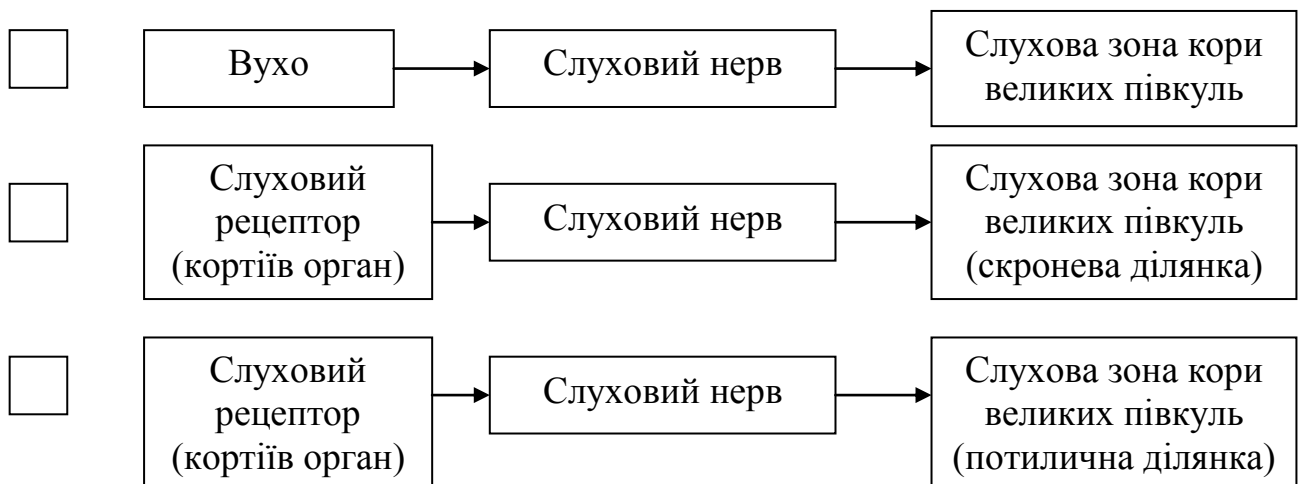 Вухо
Слуховий нерв
Слухова зона кори
великих півкуль
Слуховий
рецептор
(кортіїв орган)
Слуховий нерв
Слухова зона кори
великих півкуль
(скронева ділянка)
Слуховий
рецептор
(кортіїв орган)
Слуховий нерв
Слухова зона кори
великих півкуль
(потилична ділянка)